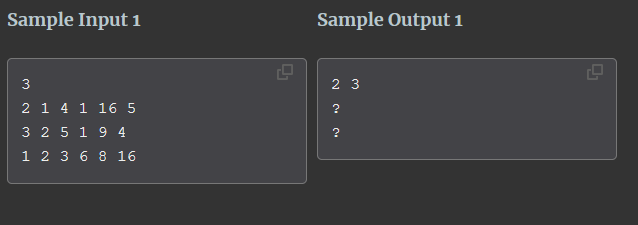 Sample Input 1
Sample Output 1
3
2 1 4 1 16 5
3 2 5 1 9 4
1 2 3 6 8 16
2 3
?
?